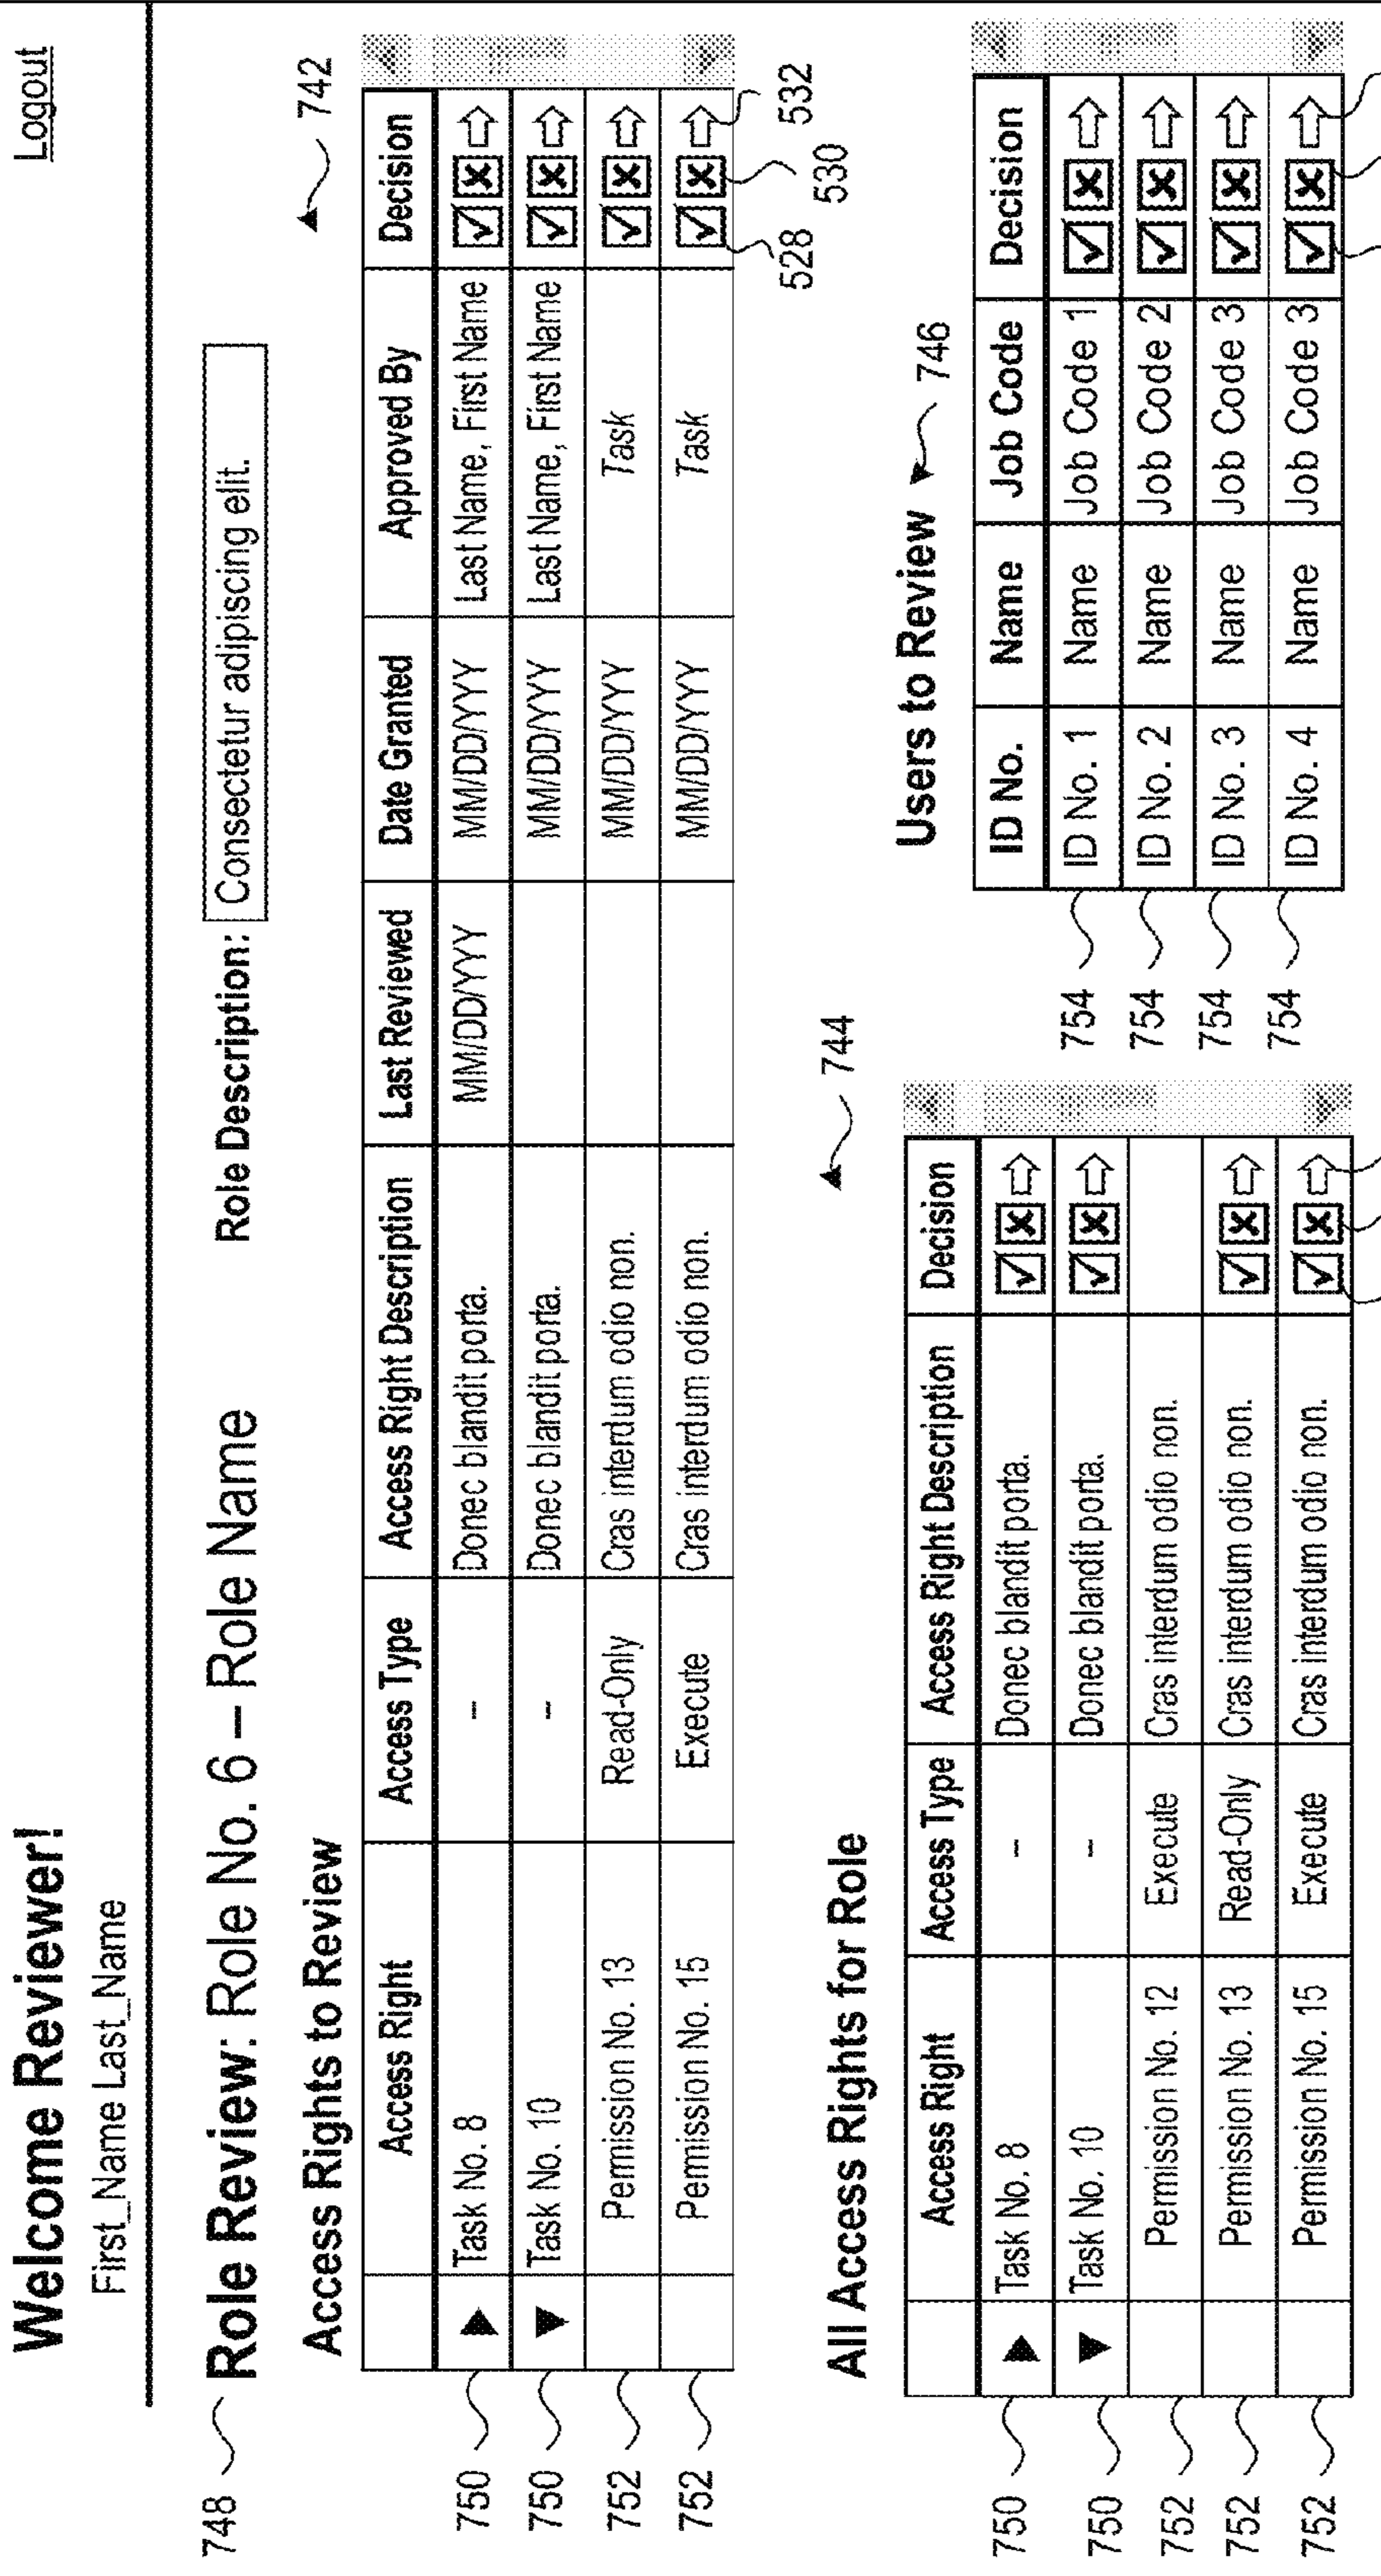 Welcome Reviewer!
Logout
First_Name Last_Name
748
Role Review: Role No. 6 – Role Name
Role Description: Consectetur adipiscing elit.
Access Rights to Review
742
Access Right Access Type Access Right Description Last Reviewed Date Granted Approved By Decision
750 Task No. 8 -- Donec blandit porta. MM/DD/YYY MM/DD/YYY Last Name, First Name
750 Task No. 10 -- Donec blandit porta. MM/DD/YYY Last Name, First Name
752 Permission No. 13 Read-Only Cras interdum odio non. MM/DD/YYY Task
752 Permission No. 15 Execute Cras interdum odio non. MM/DD/YYY Task
528 530 532
All Access Rights for Role
744
Access Right Access Type Access Right Description Decision
750 Task No. 8 -- Donec blandit porta.
750 Task No. 10 -- Donec blandit porta.
752 Permission No. 12 Execute Cras interdum odio non.
752 Permission No. 13 Read-Only Cras interdum odio non.
752 Permission No. 15 Execute Cras interdum odio non.
Users to Review
746
ID No. Name Job Code Decision
754 ID No. 1 Name Job Code 1
754 ID No. 2 Name Job Code 2
754 ID No. 3 Name Job Code 3
754 ID No. 4 Name Job Code 3